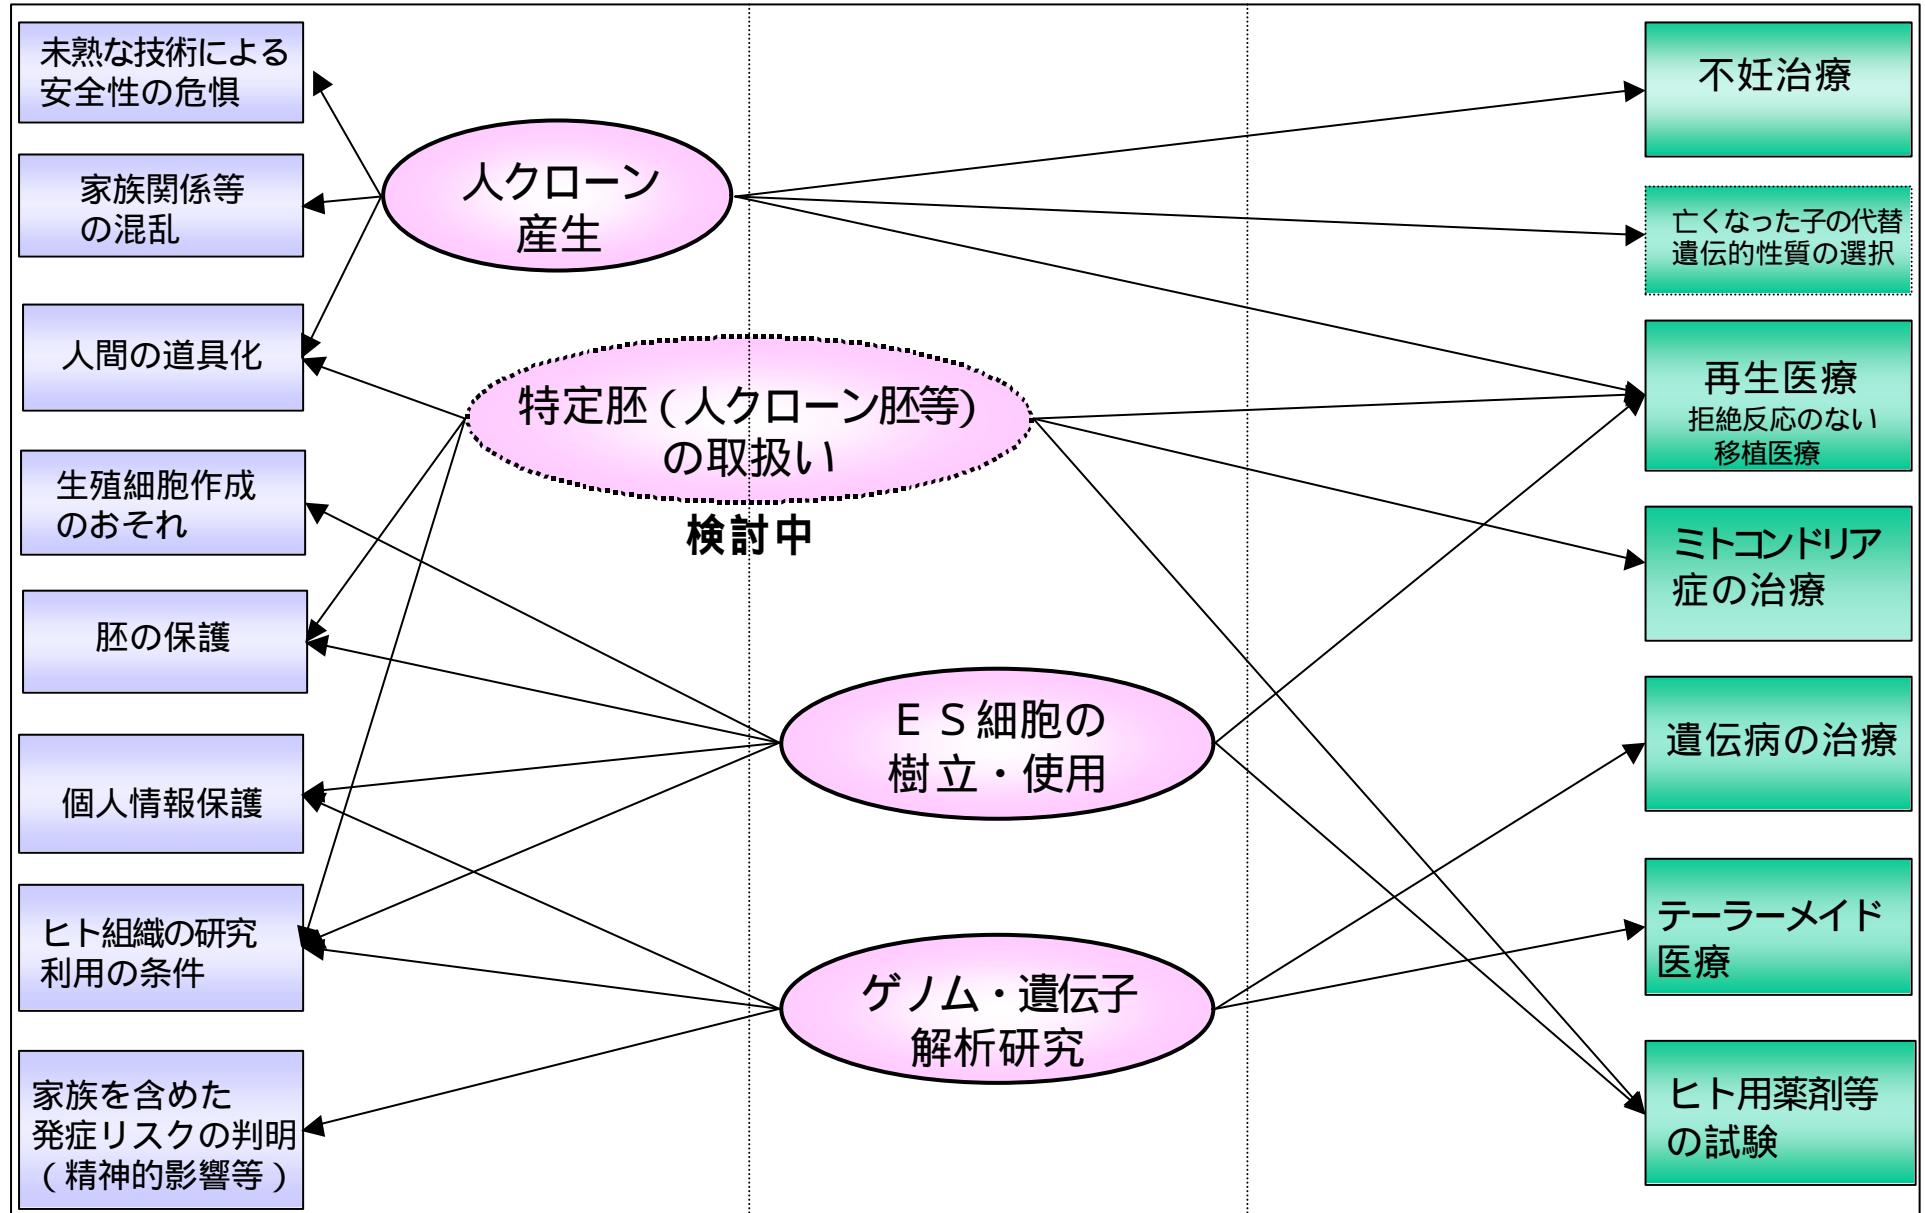 未熟な技術による
安全性の危惧
家族関係等
の混乱
人間の道具化
生殖細胞作成
のおそれ
胚の保護
個人情報保護
ヒト組織の研究
利用の条件
家族を含めた
発症リスクの判明
(精神的影響等)
人クローン
産生
特定胚(人クローン胚等)
の取扱い
検討中
ES細胞の
樹立・使用
ゲノム・遺伝子
解析研究
不妊治療
亡くなった子の代替
遺伝的性質の選択
再生医療
拒絶反応のない
移植医療
ミトコンドリア
症の治療
遺伝病の治療
テーラーメイド
医療
ヒト用薬剤等
の試験